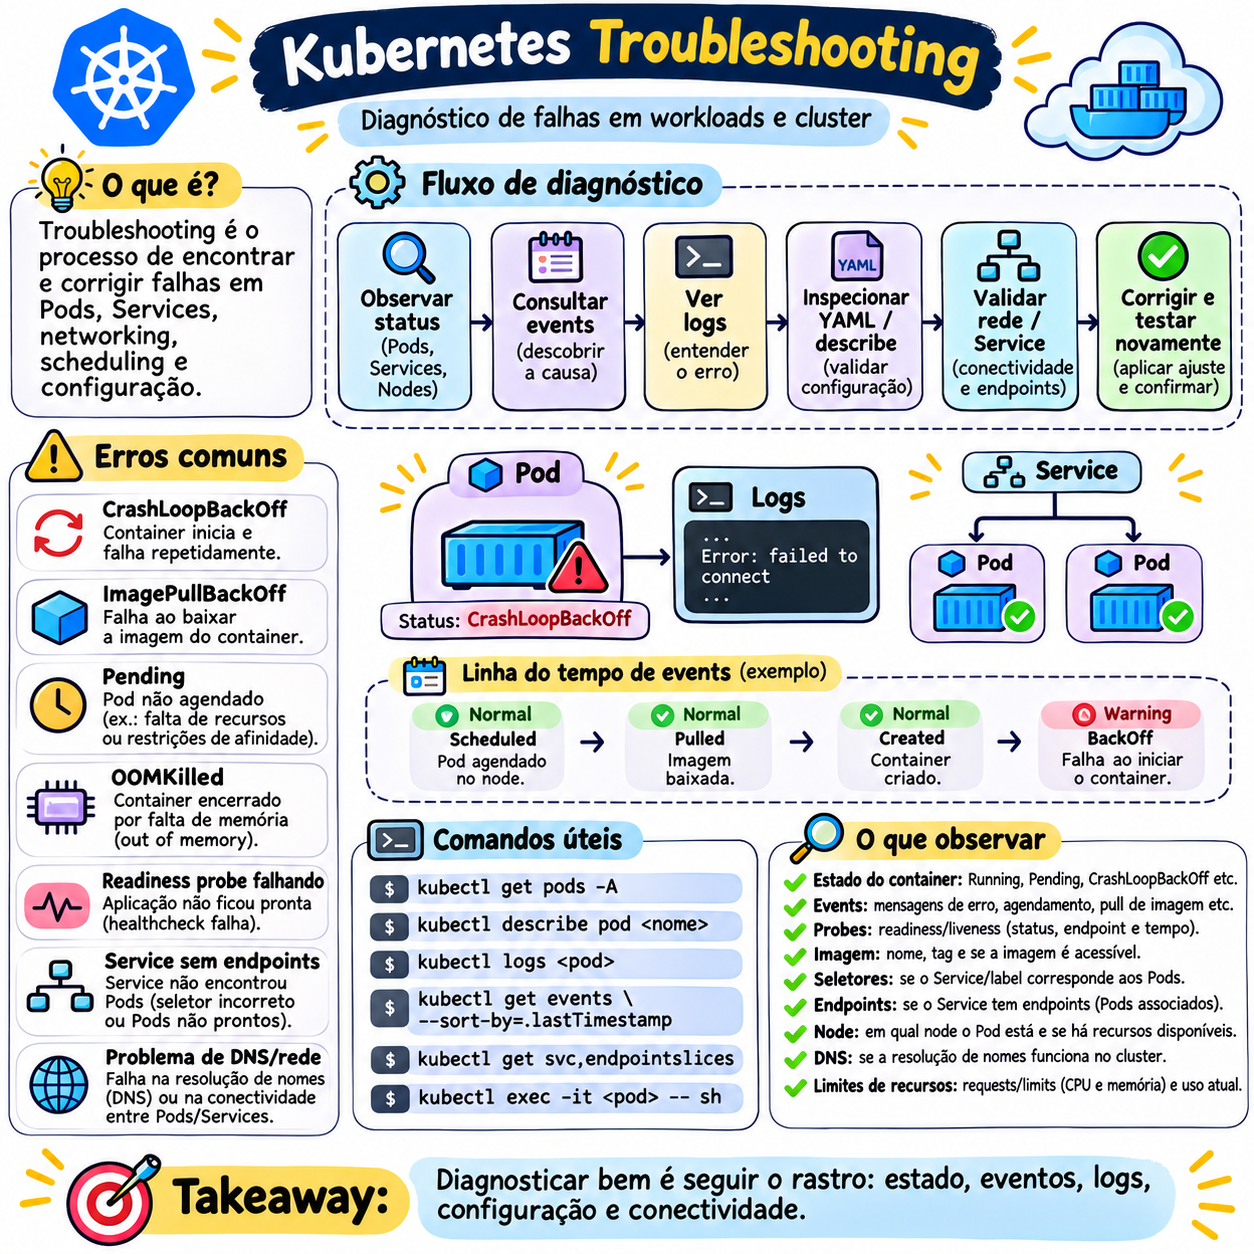 Kubernetes Troubleshooting
Diagnóstico de falhas em workloads e cluster
O que é?
Troubleshooting é o
processo de encontrar
e corrigir falhas em
Pods, Services,
networking,
scheduling e
configuração.
Fluxo de diagnóstico
Observar
status
(Pods,
Services,
Nodes)
Consultar
events
(descobrir
a causa)
Ver
logs
(entender
o erro)
YAML
Inspecionar
YAML /
describe
(validar
configuração)
Validar
rede /
Service
(conectividade
e endpoints)
Corrigir e
testar
novamente
(aplicar ajuste
e confirmar)
Erros comuns
CrashLoopBackOff
Container inicia e
falha repetidamente.
ImagePullBackOff
Falha ao baixar
a imagem do container.
Pending
Pod não agendado
(ex.: falta de recursos
ou restrições de afinidade).
OOMKilled
Container encerrado
por falta de memória
(out of memory).
Readiness probe falhando
Aplicação não ficou pronta
(healthcheck falha).
Service sem endpoints
Service não encontrou
Pods (seletor incorreto
ou Pods não prontos).
Problema de DNS/rede
Falha na resolução de nomes
(DNS) ou na conectividade
entre Pods/Services.
Pod
Status: CrashLoopBackOff
Logs
...
Error: failed to
connect
...
Service
Pod
Pod
Linha do tempo de events (exemplo)
Normal
Scheduled
Pod agendado
no node.
Normal
Pulled
Imagem
baixada.
Normal
Created
Container
criado.
Warning
BackOff
Falha ao iniciar
o container.
Comandos úteis
$ kubectl get pods -A
$ kubectl describe pod <nome>
$ kubectl logs <pod>
$ kubectl get events \
--sort-by=.lastTimestamp
$ kubectl get svc,endpointslices
$ kubectl exec -it <pod> -- sh
O que observar
Estado do container: Running, Pending, CrashLoopBackOff etc.
Events: mensagens de erro, agendamento, pull de imagem etc.
Probes: readiness/liveness (status, endpoint e tempo).
Imagem: nome, tag e se a imagem é acessível.
Seletores: se o Service/label corresponde aos Pods.
Endpoints: se o Service tem endpoints (Pods associados).
Node: em qual node o Pod está e se há recursos disponíveis.
DNS: se a resolução de nomes funciona no cluster.
Limites de recursos: requests/limits (CPU e memória) e uso atual.
Takeaway:
Diagnosticar bem é seguir o rastro: estado, eventos, logs,
configuração e conectividade.